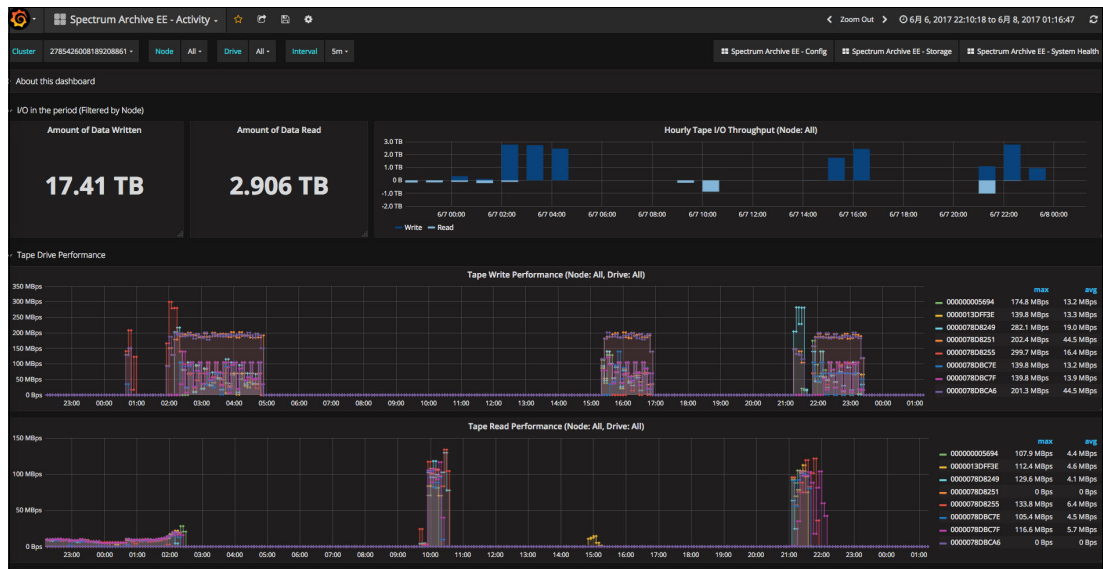 Spectrum Archive EE - Activity
Zoom Out 6月 6, 2017 22:10:18 to 6月 8, 2017 01:16:47
Cluster 2785426008189208861 Node All Drive All Interval 5m Spectrum Archive EE - Config Spectrum Archive EE - Storage Spectrum Archive EE - System Health
About this dashboard
I/O in the period (Filtered by Node)
Amount of Data Written
17.41 TB
Amount of Data Read
2.906 TB
Hourly Tape I/O Throughput (Node: All)
3.0 TB
2.0 TB
1.0 TB
0 B
-1.0 TB
-2.0 TB
6/7 00:00 6/7 02:00 6/7 04:00 6/7 06:00 6/7 08:00 6/7 10:00 6/7 12:00 6/7 14:00 6/7 16:00 6/7 18:00 6/7 20:00 6/7 22:00 6/8 00:00
Write Read
Tape Drive Performance
Tape Write Performance (Node: All, Drive: All)
350 MBps
300 MBps
250 MBps
200 MBps
150 MBps
100 MBps
50 MBps
0 Bps
23:00 00:00 01:00 02:00 03:00 04:00 05:00 06:00 07:00 08:00 09:00 10:00 11:00 12:00 13:00 14:00 15:00 16:00 17:00 18:00 19:00 20:00 21:00 22:00 23:00 00:00 01:00
max avg
000000005694 174.8 MBps 13.2 MBps
0000013DFF3E 139.8 MBps 13.3 MBps
0000078D8249 282.1 MBps 19.0 MBps
0000078D8251 202.4 MBps 44.5 MBps
0000078D8255 299.7 MBps 16.4 MBps
0000078DBC7E 139.8 MBps 13.2 MBps
0000078DBC7F 139.8 MBps 13.9 MBps
0000078DBCA6 201.3 MBps 44.5 MBps
Tape Read Performance (Node: All, Drive: All)
150 MBps
100 MBps
50 MBps
0 Bps
23:00 00:00 01:00 02:00 03:00 04:00 05:00 06:00 07:00 08:00 09:00 10:00 11:00 12:00 13:00 14:00 15:00 16:00 17:00 18:00 19:00 20:00 21:00 22:00 23:00 00:00 01:00
max avg
000000005694 107.9 MBps 4.4 MBps
0000013DFF3E 112.4 MBps 4.6 MBps
0000078D8249 129.6 MBps 4.1 MBps
0000078D8251 0 Bps 0 Bps
0000078D8255 133.8 MBps 6.4 MBps
0000078DBC7E 105.4 MBps 4.5 MBps
0000078DBC7F 116.6 MBps 5.7 MBps
0000078DBCA6 0 Bps 0 Bps